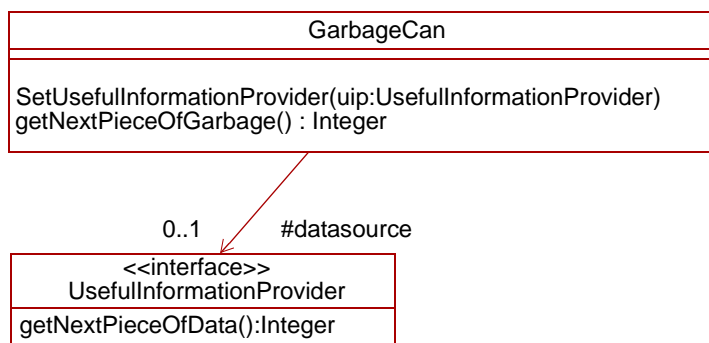 GarbageCan
SetUsefulInformationProvider(uip:UsefulInformationProvider)
getNextPieceOfGarbage() : Integer
0..1 #datasource
<<interface>>
UsefulInformationProvider
getNextPieceOfData():Integer